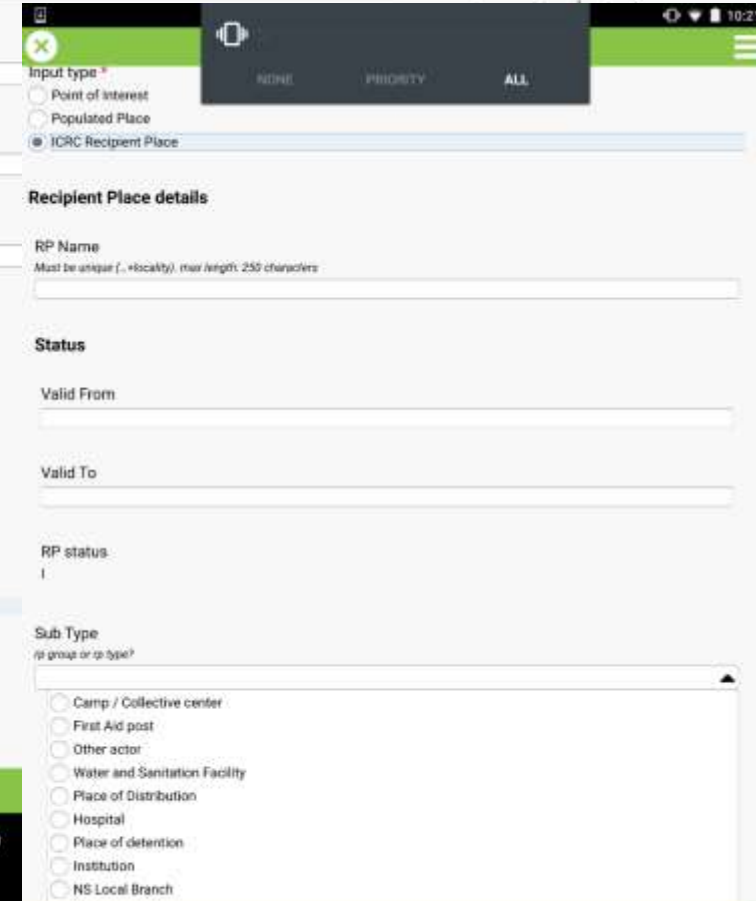 10:2
NONE PRIORITY ALL
Input type *
Point of Interest
Populated Place
ICRC Recipient Place
Recipient Place details
RP Name
Must be unique (.. +locality). max length: 250 characters
Status
Valid From
Valid To
RP status
I
Sub Type
rp group or rp type?
Camp / Collective center
First Aid post
Other actor
Water and Sanitation Facility
Place of Distribution
Hospital
Place of detention
Institution
NS Local Branch